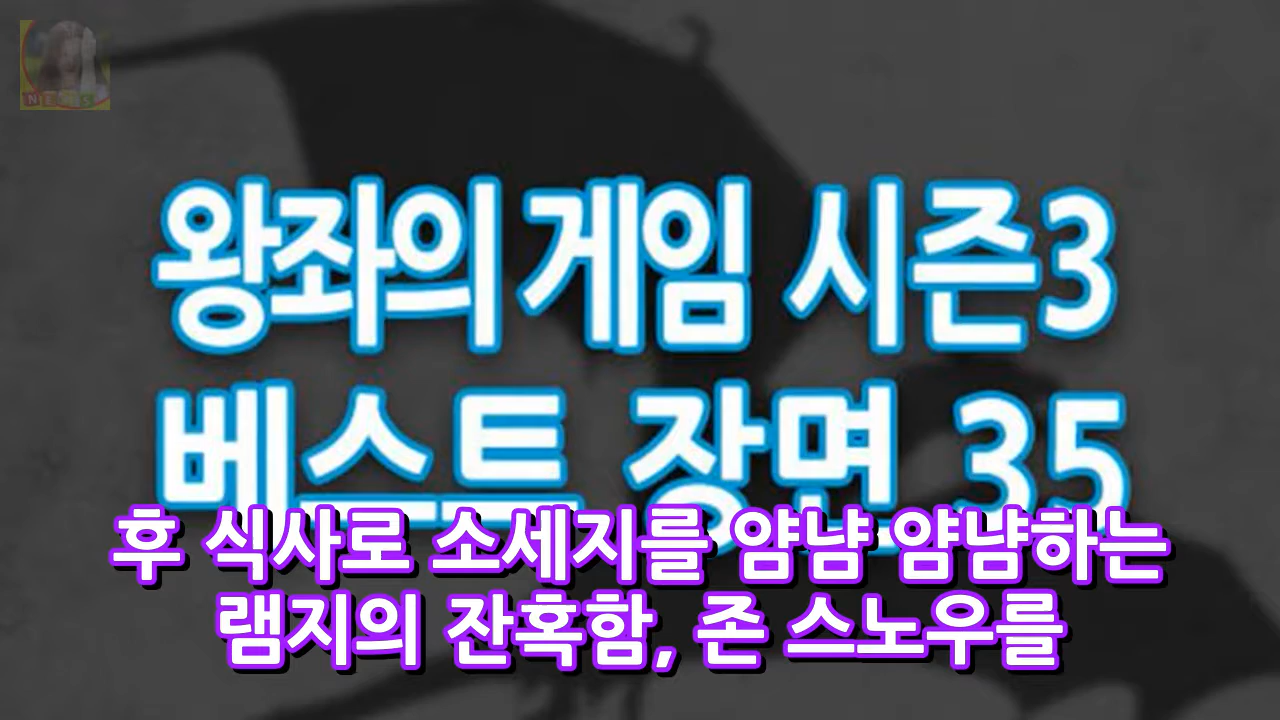 NEWS
왕좌의 게임 시즌3
베스트 장면 35
후 식사로 소세지를 얌냠 얌냠하는
램지의 잔혹함, 존 스노우를